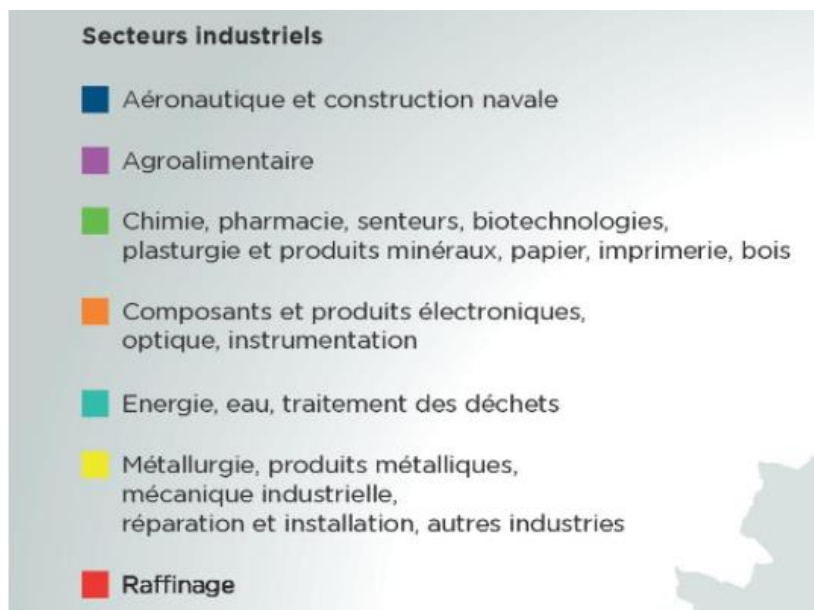 Secteurs industriels
Aéronautique et construction navale
Agroalimentaire
Chimie, pharmacie, senteurs, biotechnologies,
plasturgie et produits minéraux, papier, imprimerie, bois
Composants et produits électroniques,
optique, instrumentation
Energie, eau, traitement des déchets
Métallurgie, produits métalliques,
mécanique industrielle,
réparation et installation, autres industries
Raffinage